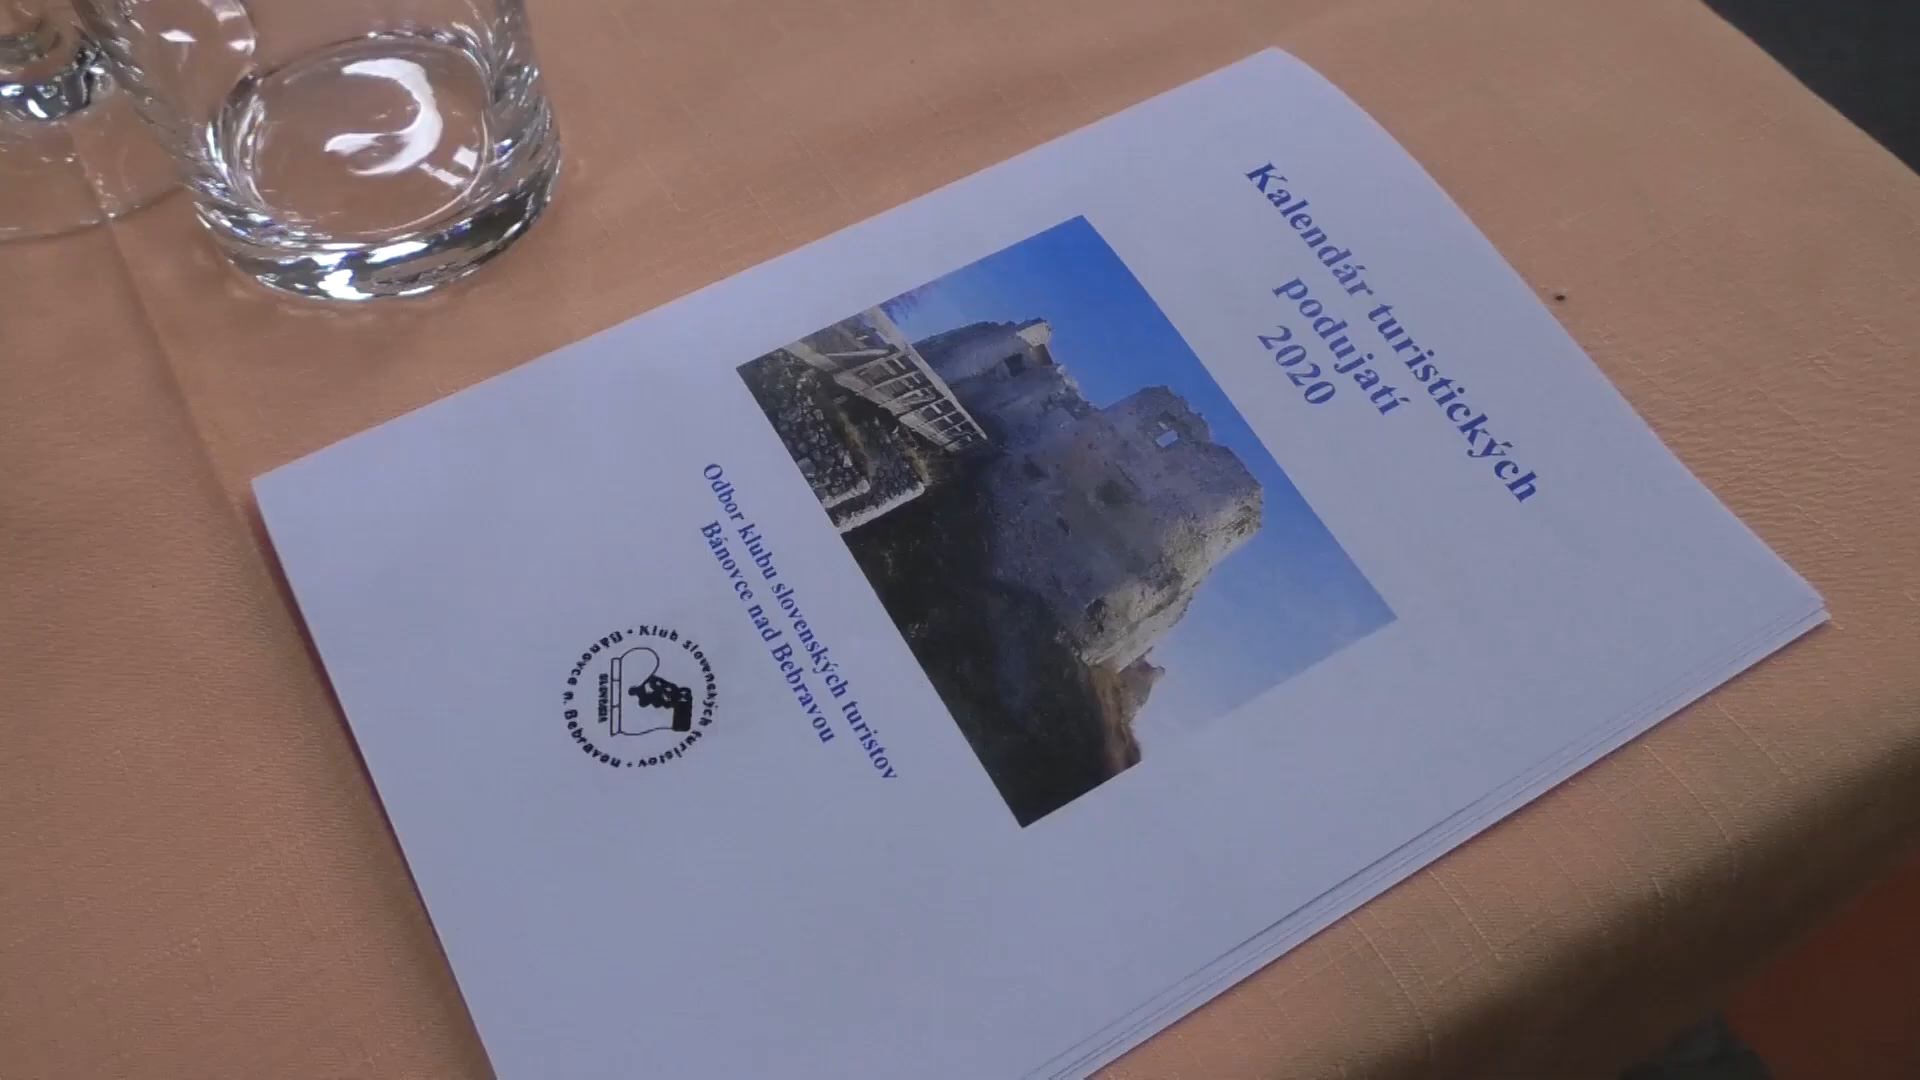 Kalendár turistických
podujatí
2020
Odbor klubu slovenských turistov
Bánovce nad Bebravou
Klub slovenských turistov • Bánovce n. Bebravou •